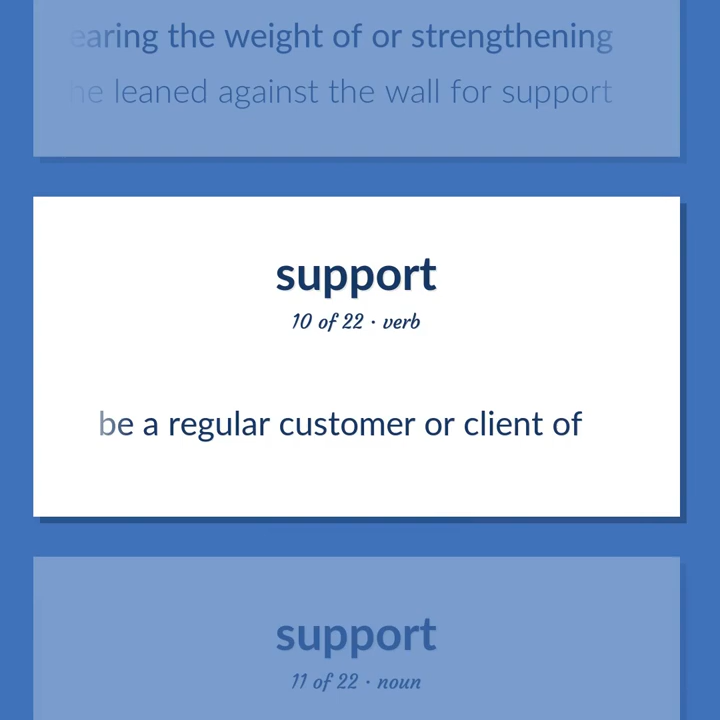 earing the weight of or strengthening
he leaned against the wall for support
support
10 of 22 · verb
be a regular customer or client of
support
11 of 22 · noun